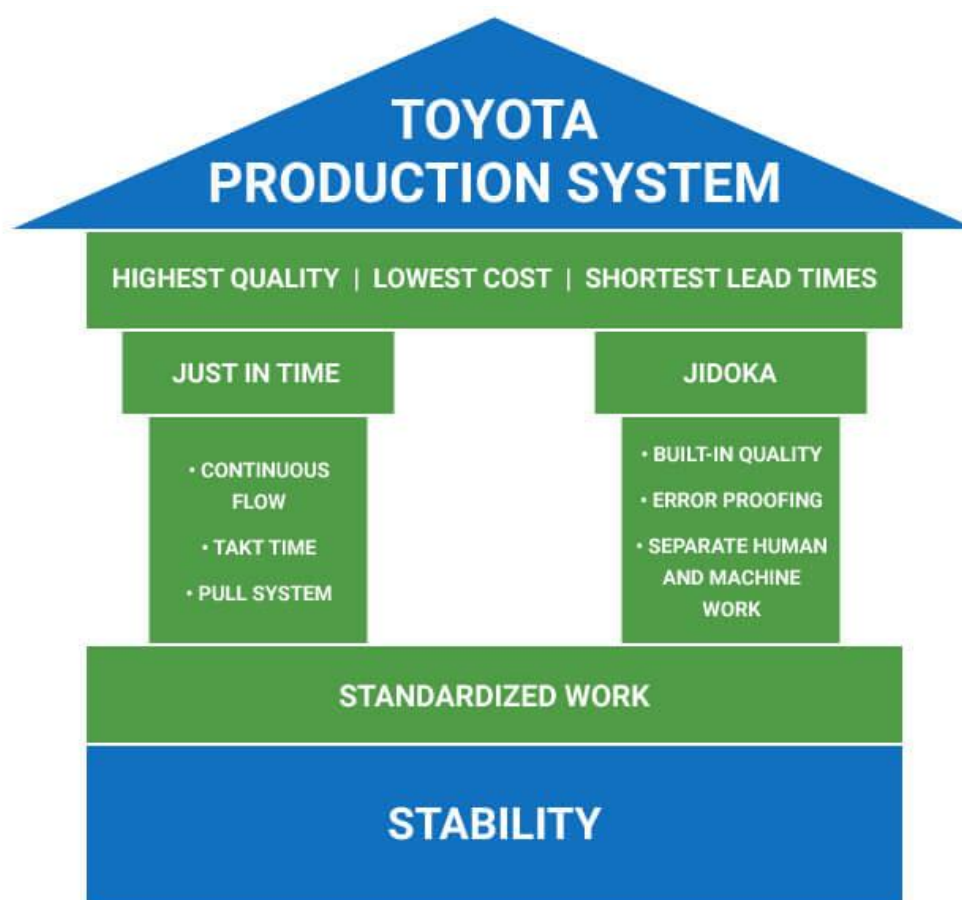 TOYOTA
PRODUCTION SYSTEM
HIGHEST QUALITY | LOWEST COST | SHORTEST LEAD TIMES
JUST IN TIME
• CONTINUOUS
FLOW
• TAKT TIME
• PULL SYSTEM
JIDOKA
• BUILT-IN QUALITY
• ERROR PROOFING
• SEPARATE HUMAN
AND MACHINE
WORK
STANDARDIZED WORK
STABILITY